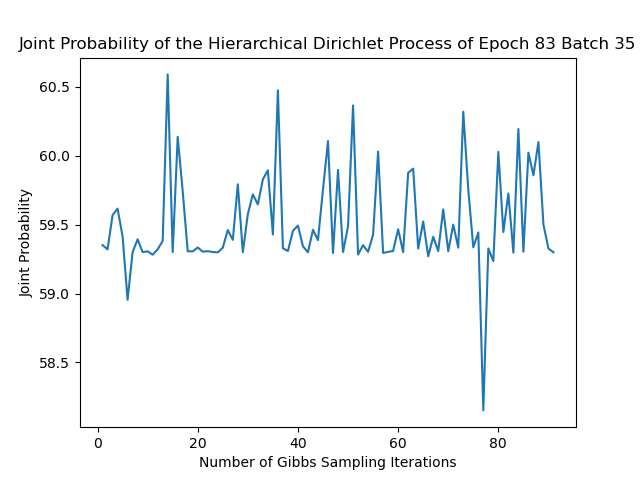 Joint Probability of the Hierarchical Dirichlet Process of Epoch 83 Batch 35
60.5
60.0
59.5
59.0
58.5
Joint Probability
0 20 40 60 80
Number of Gibbs Sampling Iterations